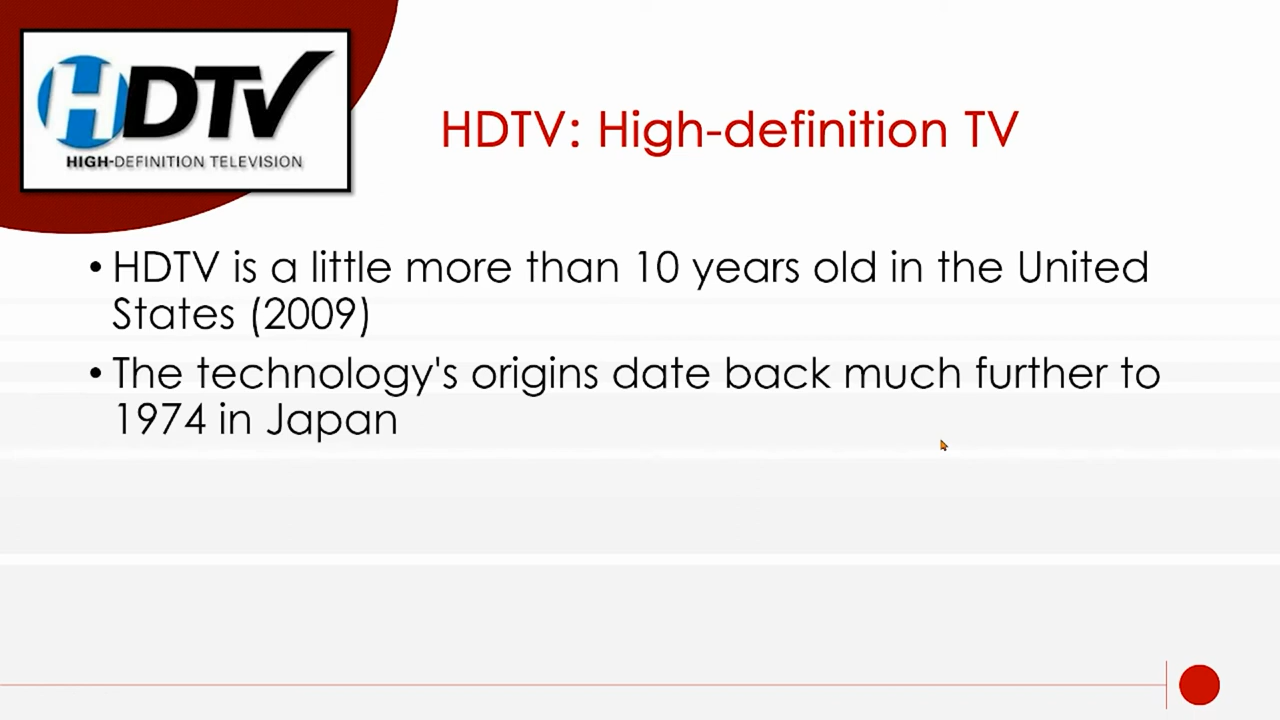 HDTV
HIGH-DEFINITION TELEVISION
HDTV: High-definition TV
• HDTV is a little more than 10 years old in the United
States (2009)
• The technology's origins date back much further to
1974 in Japan